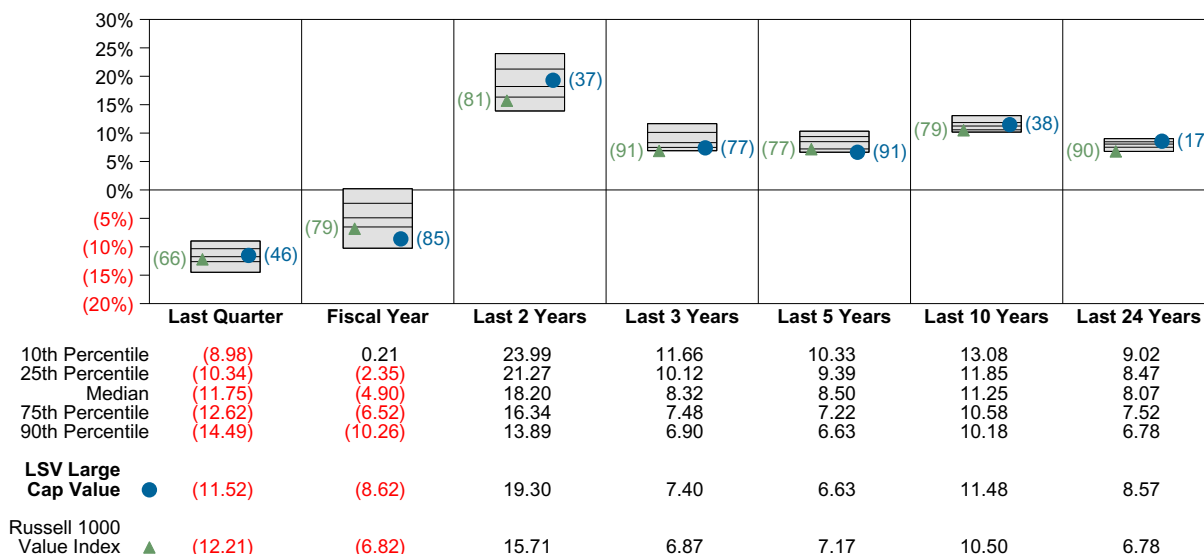 30%
25%
20%
15%
10%
5%
0%
(5%)
(10%)
(15%)
(20%)
(66) (46) (79) (85) (81) (37) (91) (77) (77) (91) (79) (38) (90) (17
Last Quarter Fiscal Year Last 2 Years Last 3 Years Last 5 Years Last 10 Years Last 24 Years
10th Percentile (8.98) 0.21 23.99 11.66 10.33 13.08 9.02
25th Percentile (10.34) (2.35) 21.27 10.12 9.39 11.85 8.47
Median (11.75) (4.90) 18.20 8.32 8.50 11.25 8.07
75th Percentile (12.62) (6.52) 16.34 7.48 7.22 10.58 7.52
90th Percentile (14.49) (10.26) 13.89 6.90 6.63 10.18 6.78
LSV Large
Cap Value (11.52) (8.62) 19.30 7.40 6.63 11.48 8.57
Russell 1000
Value Index (12.21) (6.82) 15.71 6.87 7.17 10.50 6.78